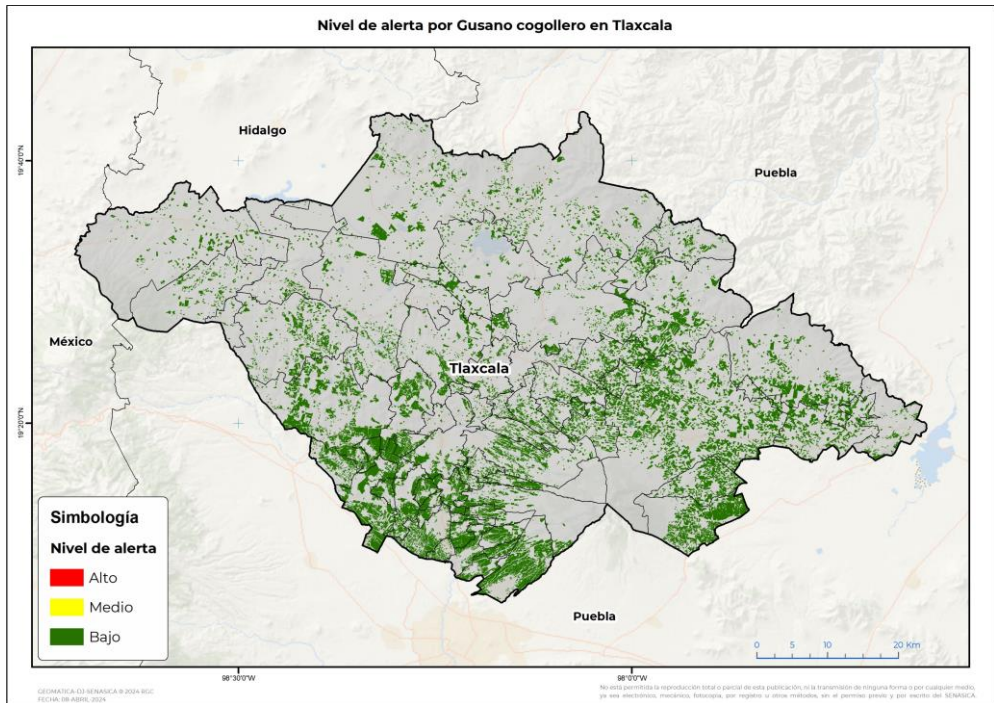 Nivel de alerta por Gusano cogollero en Tlaxcala
Hidalgo
Puebla
México
Tlaxcala
Puebla
19°40'0"N
19°20'0"N
98°30'0"W
98°0'0"W
Simbología
Nivel de alerta
Alto
Medio
Bajo
0 5 10 20 Km
GEOMATICA-DJ-SENASICA ® 2024-BGC
FECHA: 08-ABRIL-2024
No está permitida la reproducción total o parcial de esta publicación, ni la transmisión de ninguna forma o por cualquier medio,
ya sea electrónico, mecánico, fotocopia, por registro u otros métodos, sin el permiso previo y por escrito del SENASICA.